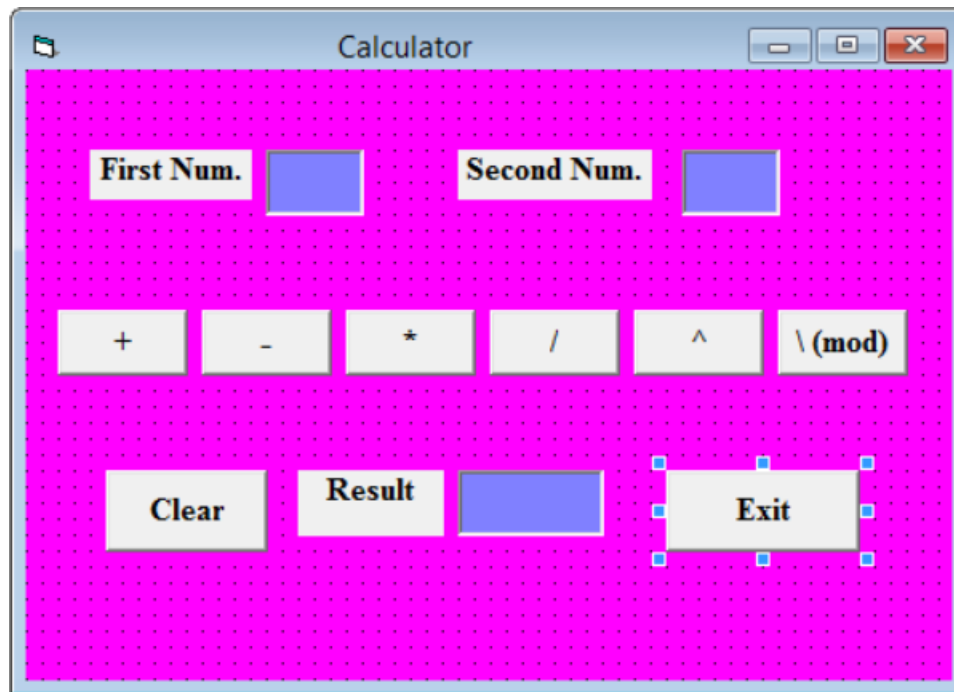 Calculator
First Num. Second Num.
+ - * / ^ \ (mod)
Clear Result Exit